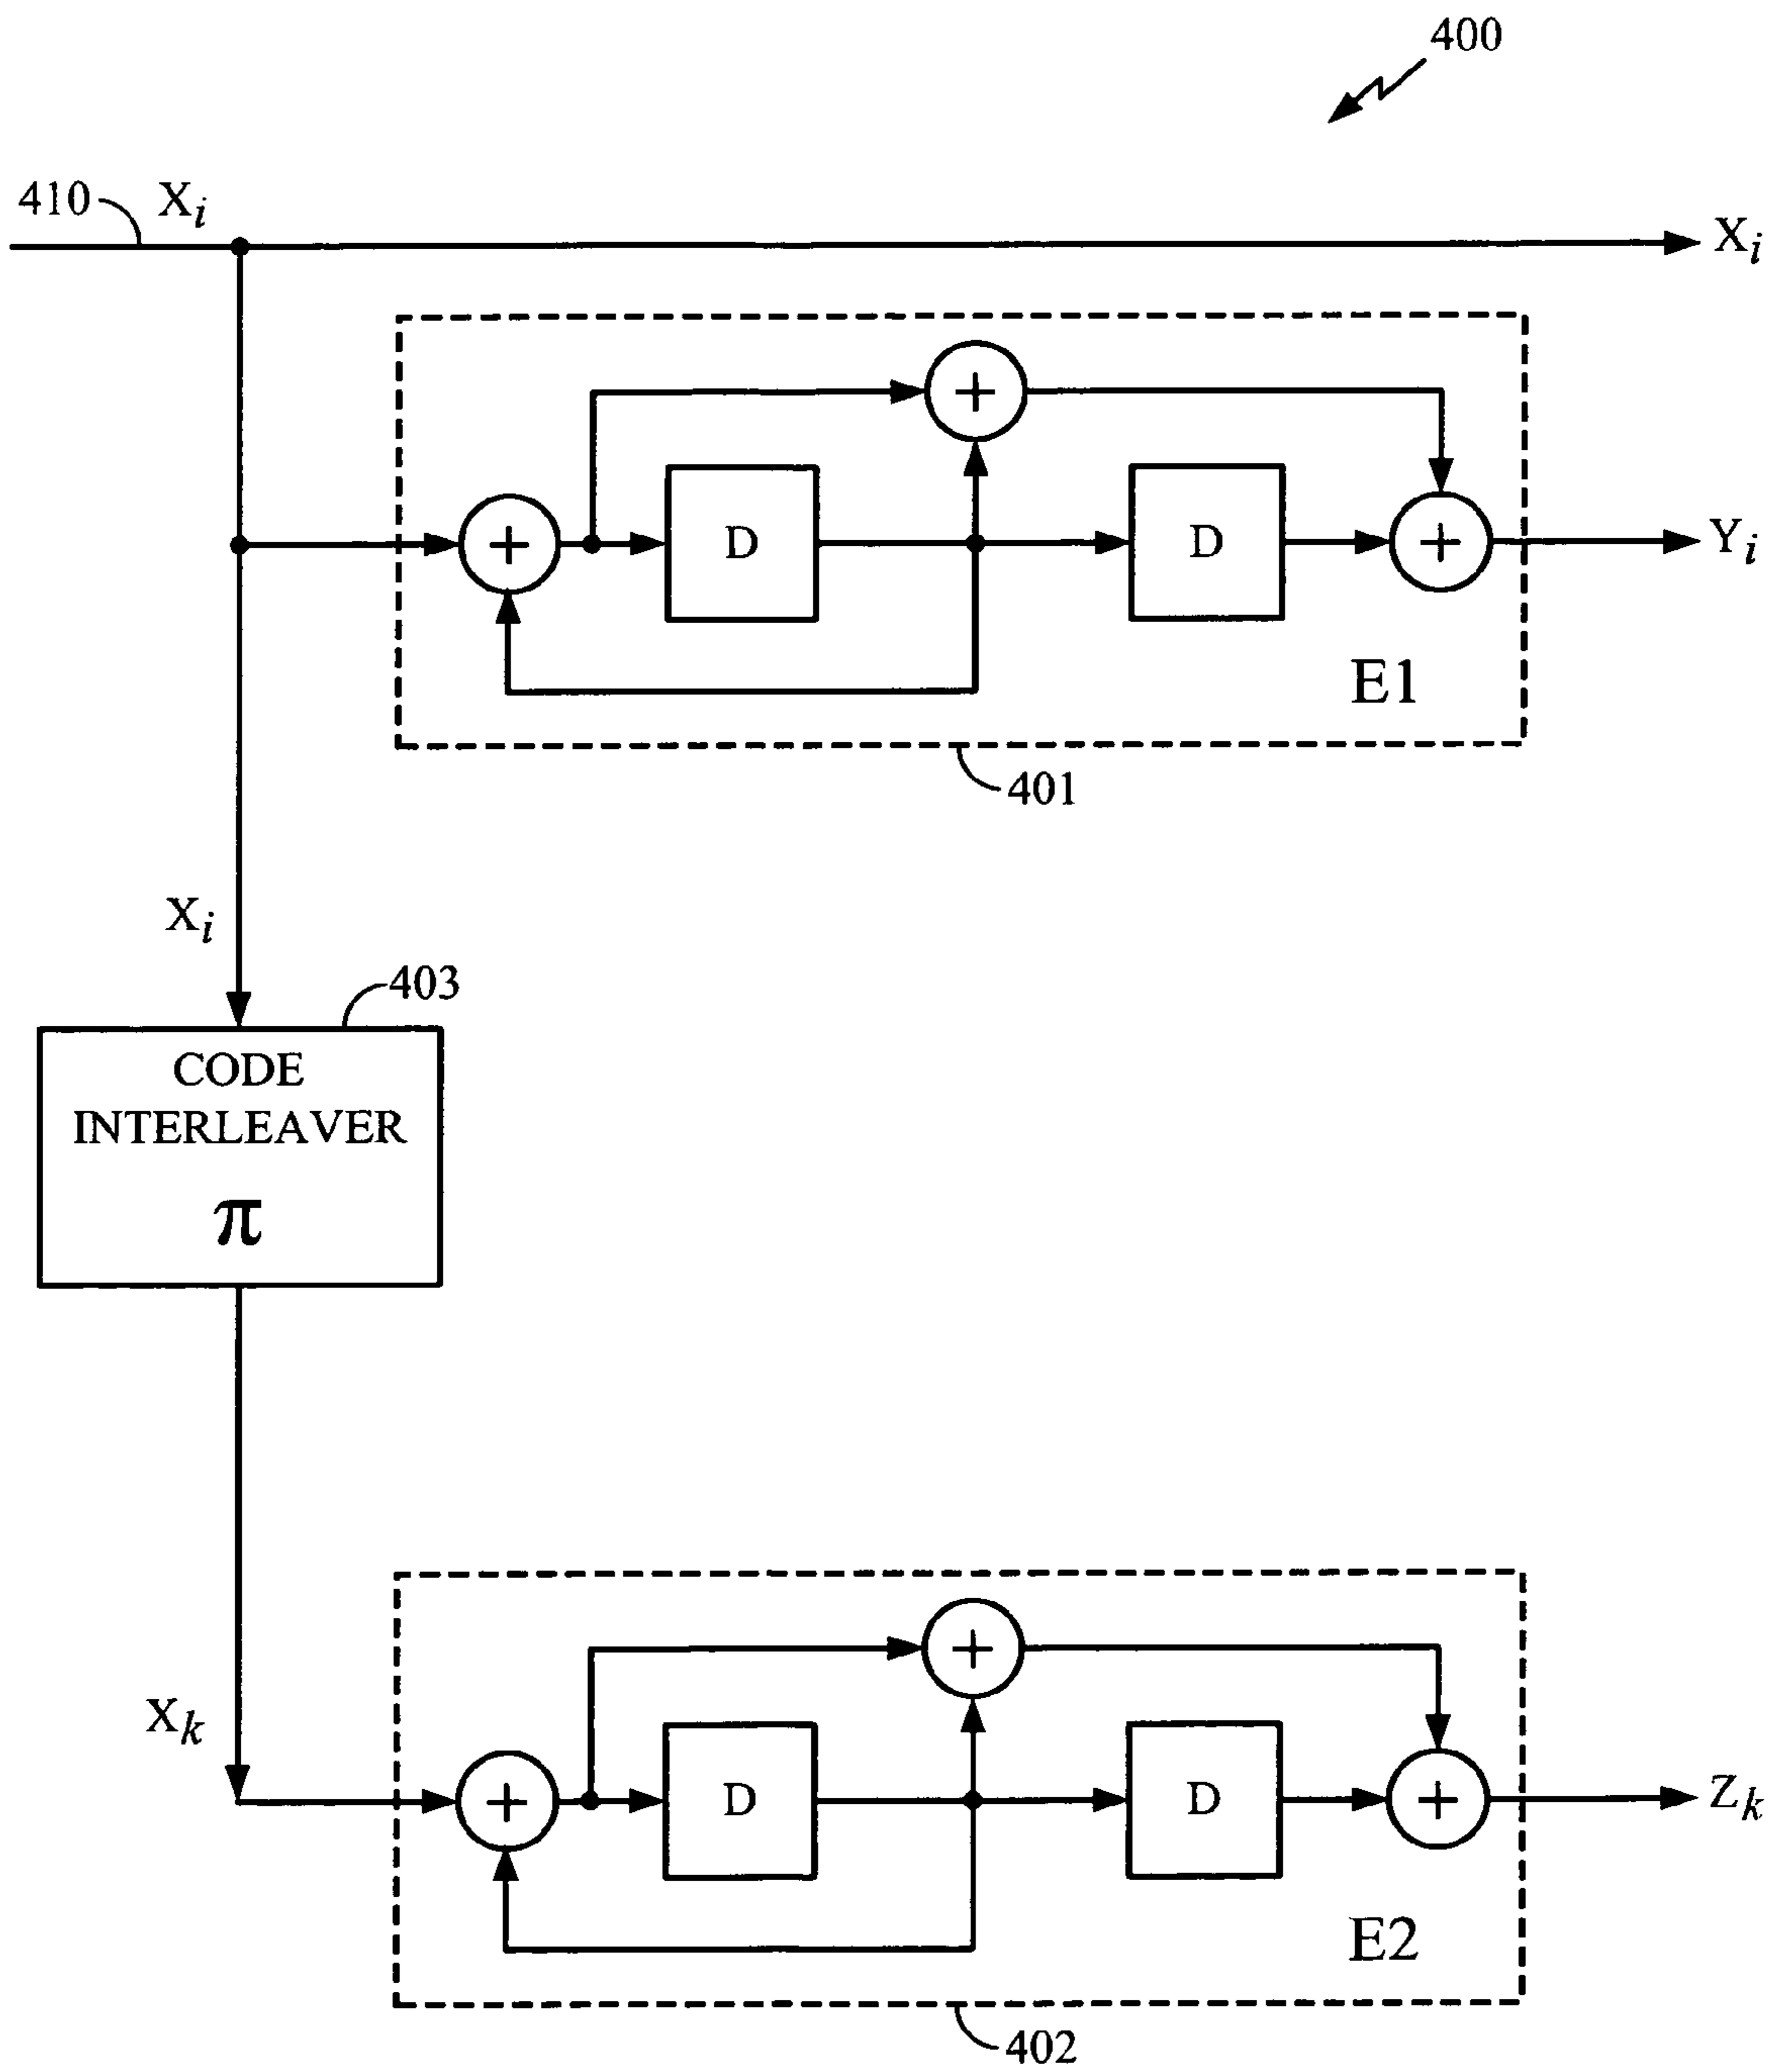 400
410
Xi
Xi
+
+
D
D
+
Yi
E1
401
Xi
403
CODE
INTERLEAVER
π
+
Xk
+
D
D
+
Zk
E2
402